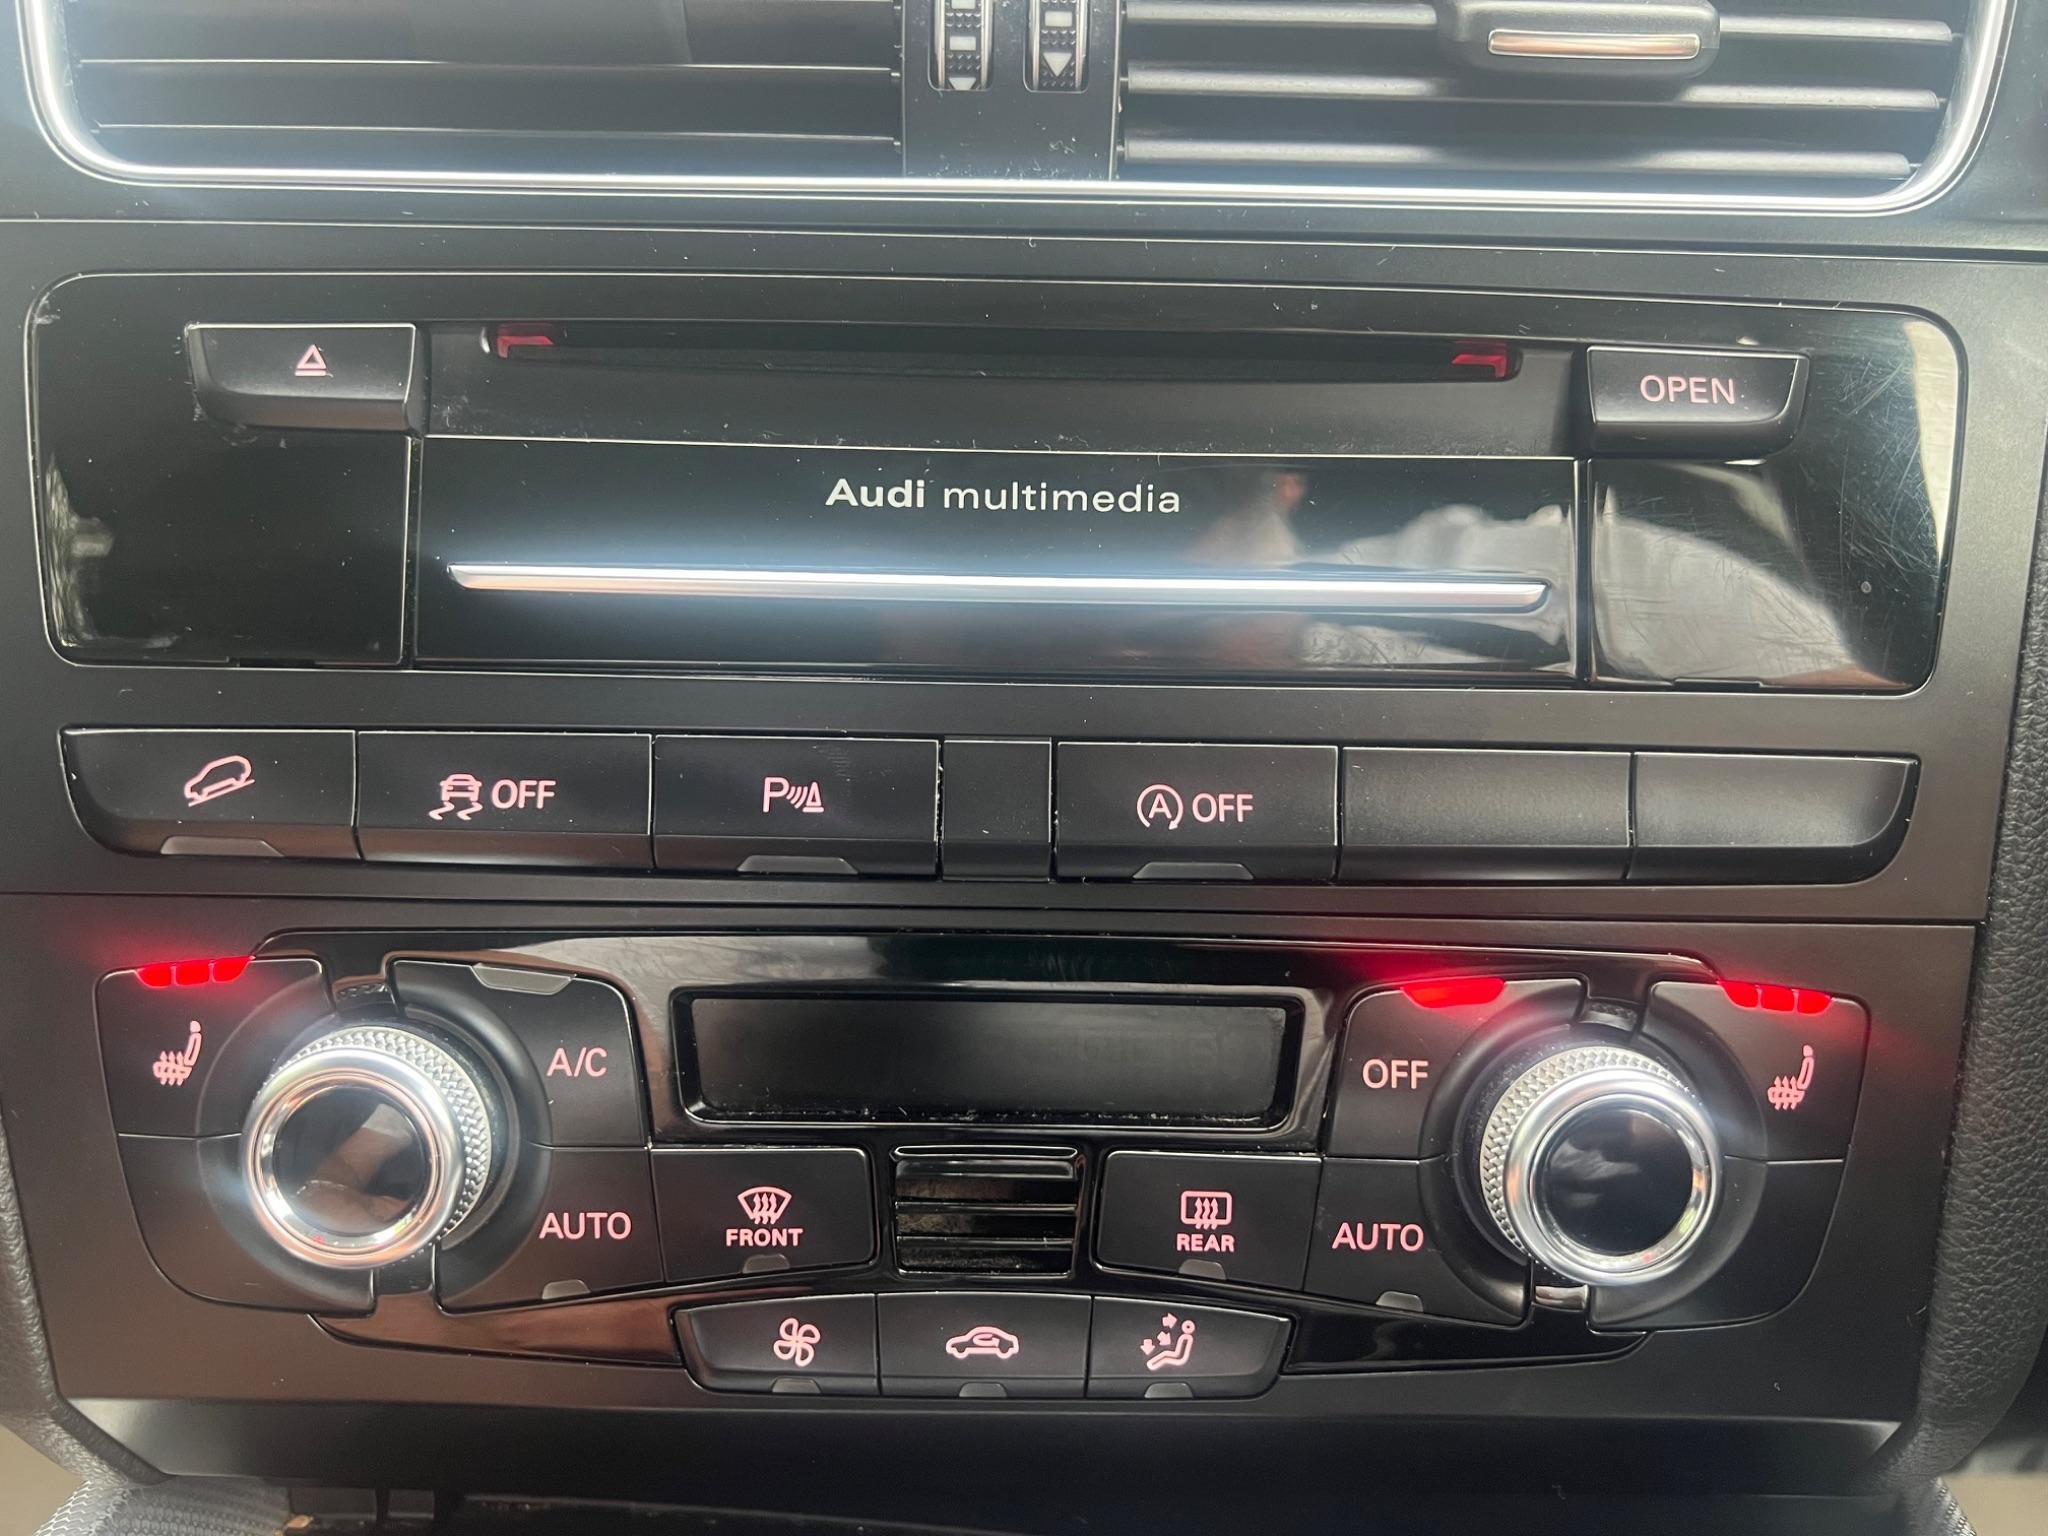 OPEN
Audi multimedia
OFF
P
A OFF
A/C
OFF
AUTO
FRONT
REAR
AUTO